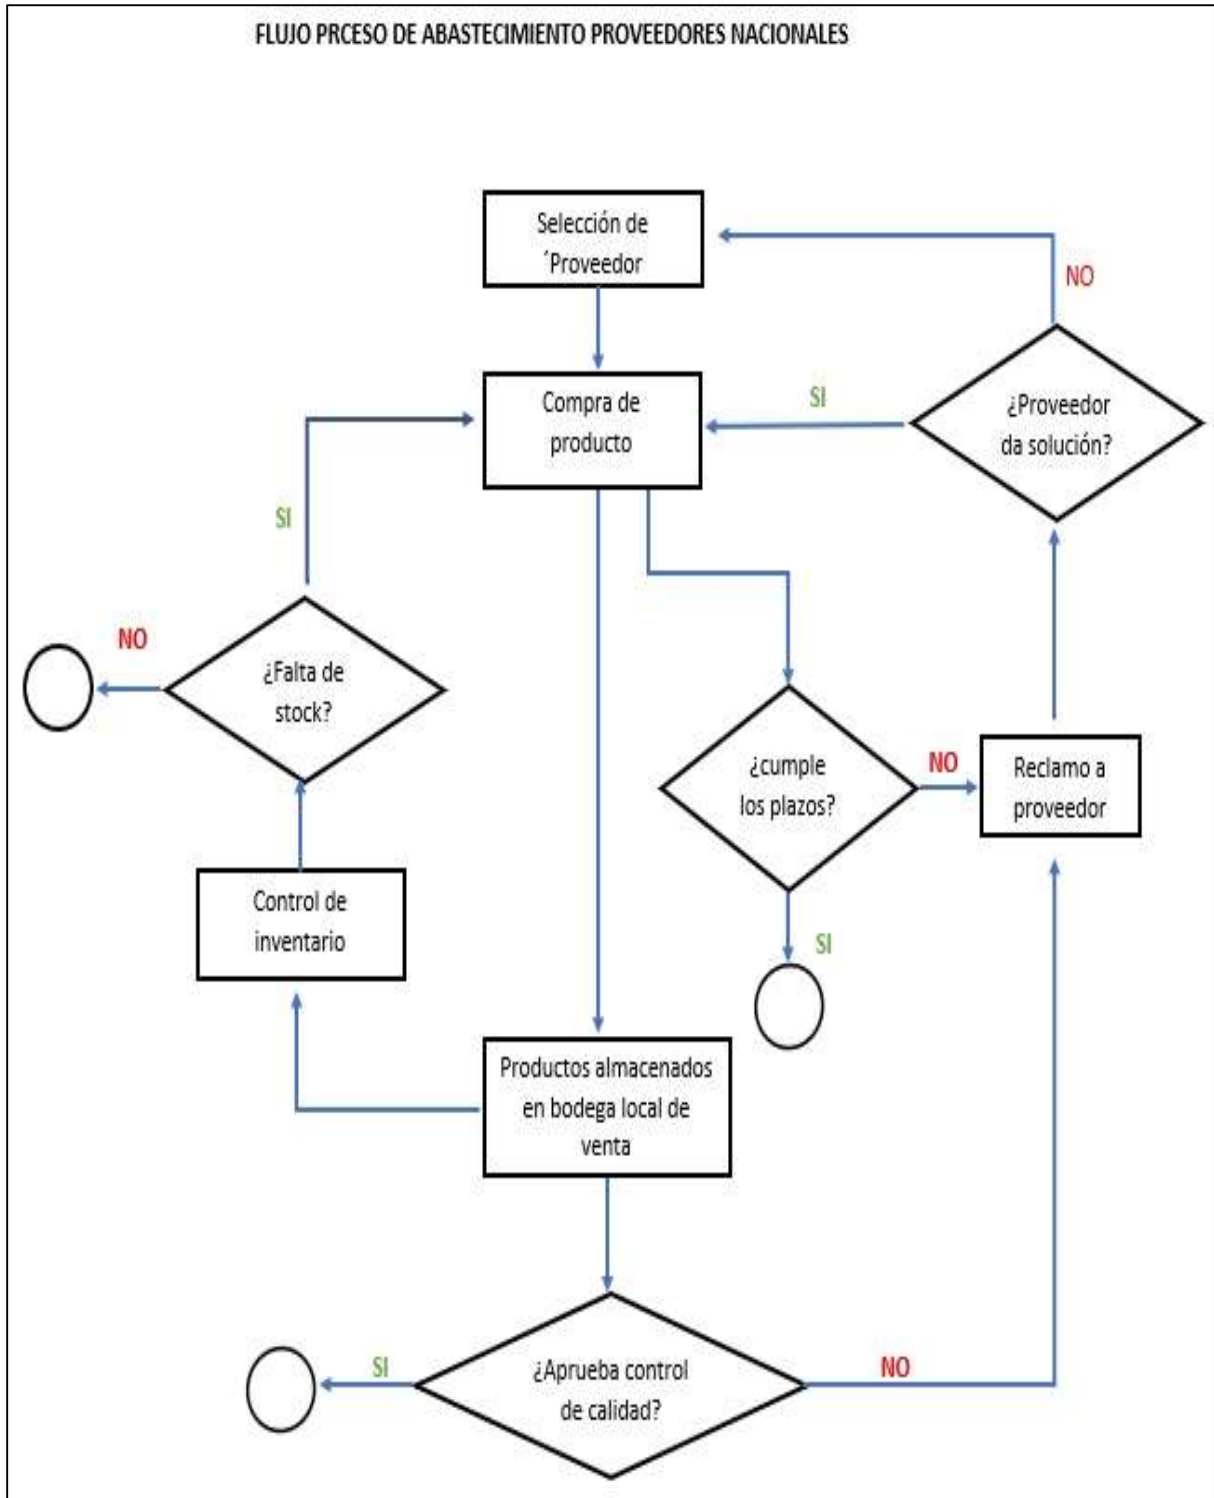 FLUJO PRCESO DE ABASTECIMIENTO PROVEEDORES NACIONALES
Selección de
´Proveedor
NO
Compra de
producto
SI
¿Proveedor
da solución?
SI
NO
¿Falta de
stock?
¿cumple
los plazos?
NO
Reclamo a
proveedor
Control de
inventario
SI
Productos almacenados
en bodega local de
venta
SI
¿Aprueba control
de calidad?
NO